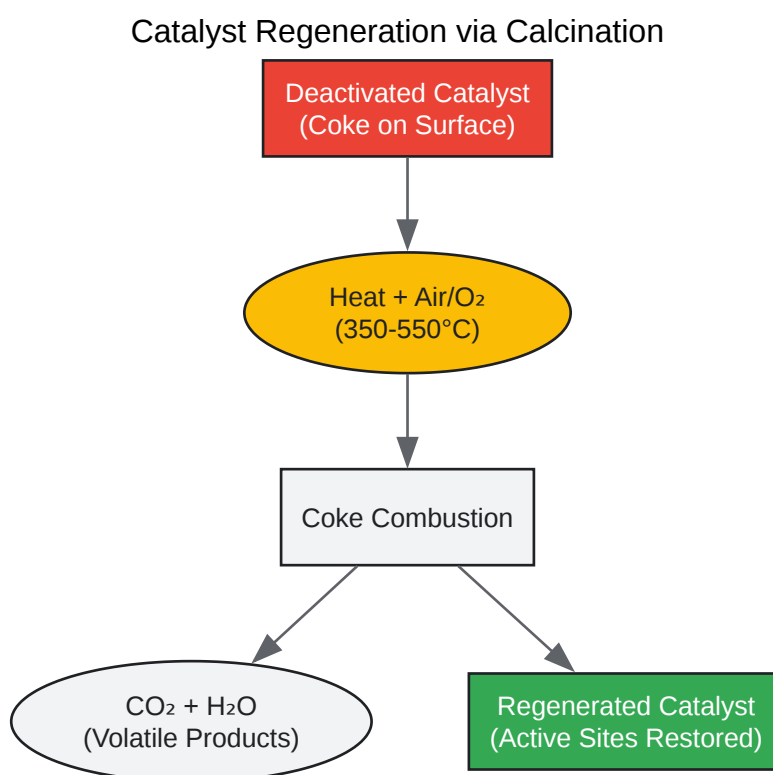 Catalyst Regeneration via Calcination
Deactivated Catalyst
(Coke on Surface)
Heat + Air/O₂
(350-550°C)
Coke Combustion
CO₂ + H₂O
(Volatile Products)
Regenerated Catalyst
(Active Sites Restored)